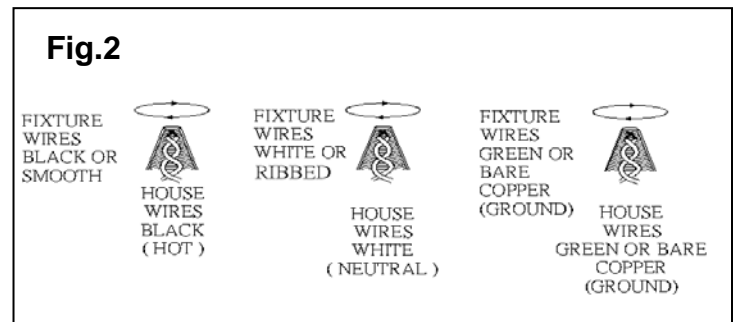 Fig.2
FIXTURE
WIRES
BLACK OR
SMOOTH
HOUSE
WIRES
BLACK
( HOT )
FIXTURE
WIRES
WHITE OR
RIBBED
HOUSE
WIRES
WHITE
( NEUTRAL )
FIXTURE
WIRES
GREEN OR
BARE
COPPER
(GROUND)
HOUSE
WIRES
GREEN OR BARE
COPPER
(GROUND)